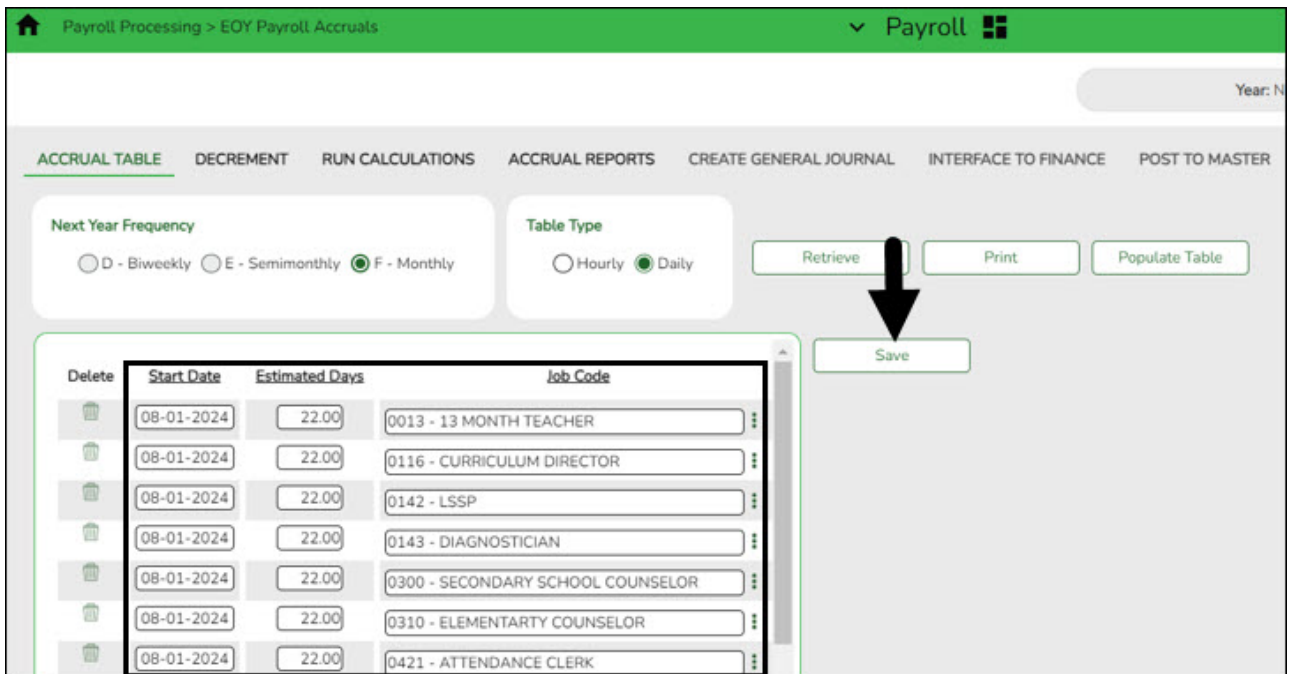 Payroll Processing > EOY Payroll Accruals
Payroll
Year: N
ACCRUAL TABLE DECREMENT RUN CALCULATIONS ACCRUAL REPORTS CREATE GENERAL JOURNAL INTERFACE TO FINANCE POST TO MASTER
Next Year Frequency
D - Biweekly E - Semimonthly F - Monthly
Table Type
Hourly Daily
Retrieve Print Populate Table
Save
Delete Start Date Estimated Days Job Code
08-01-2024 22.00 0013 - 13 MONTH TEACHER
08-01-2024 22.00 0116 - CURRICULUM DIRECTOR
08-01-2024 22.00 0142 - LSSP
08-01-2024 22.00 0143 - DIAGNOSTICIAN
08-01-2024 22.00 0300 - SECONDARY SCHOOL COUNSELOR
08-01-2024 22.00 0310 - ELEMENTARTY COUNSELOR
08-01-2024 22.00 0421 - ATTENDANCE CLERK